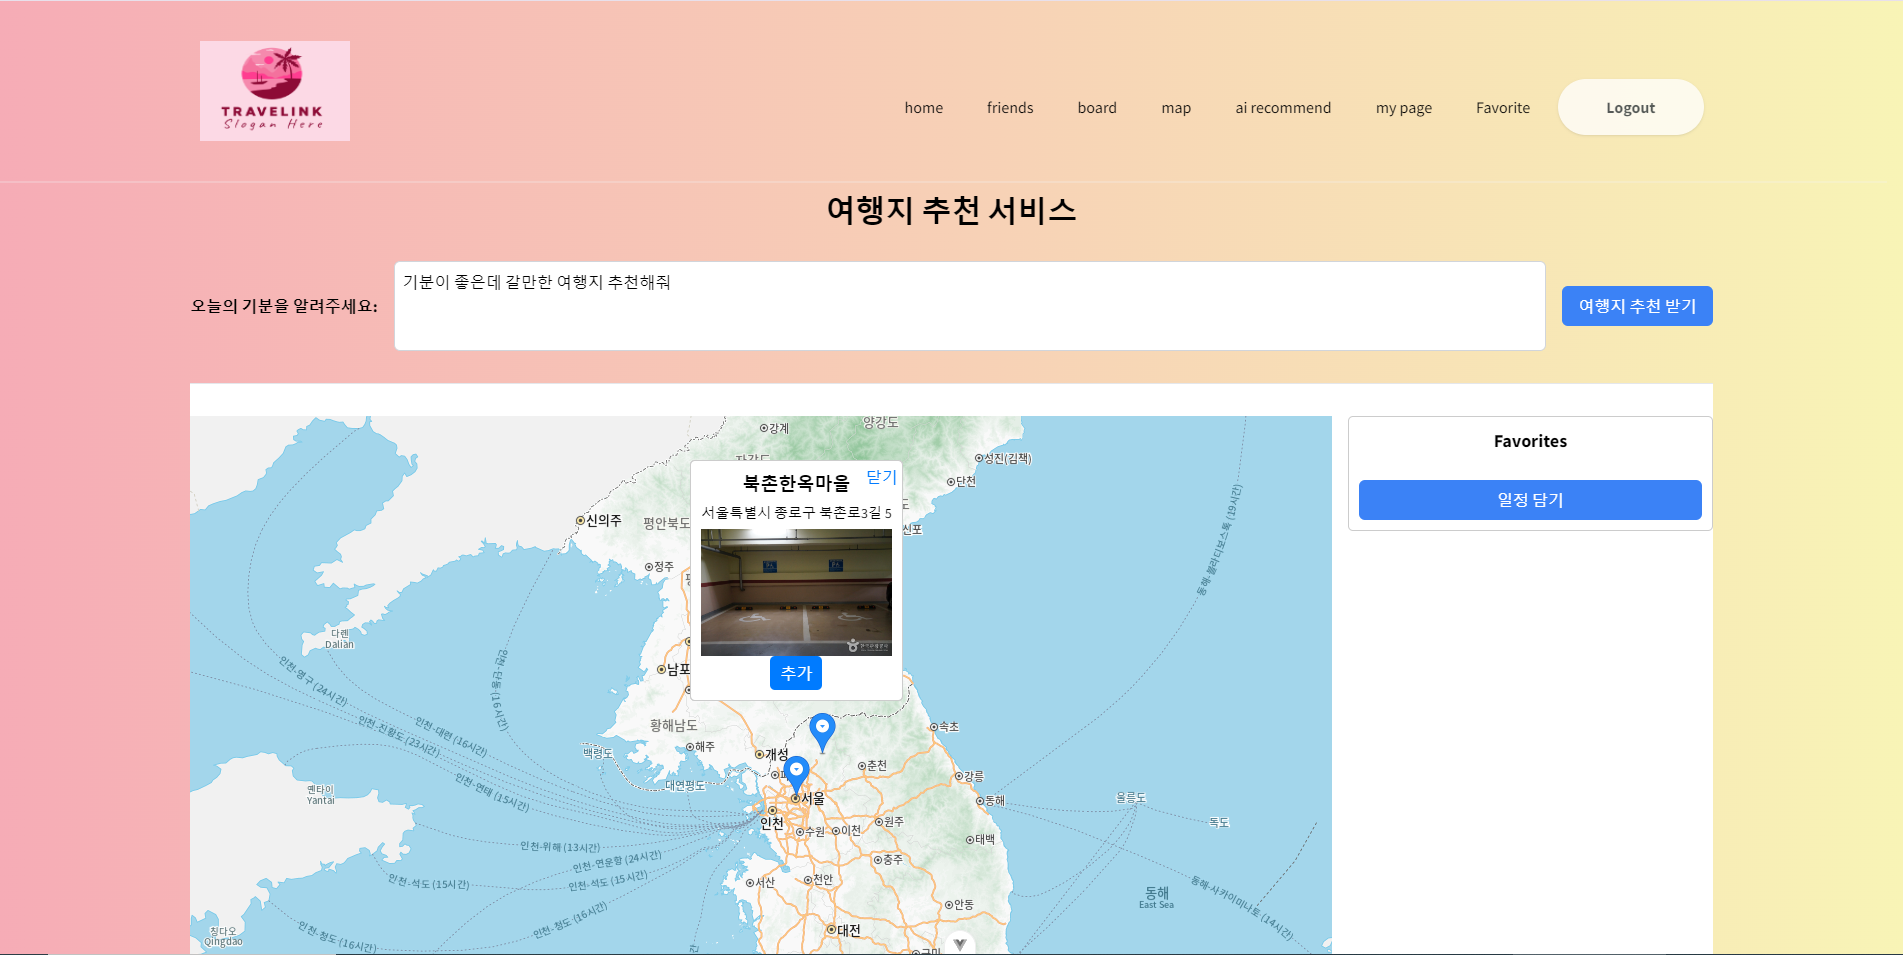 TRAVELINK
Slogan Here
home
friends
board
map
ai recommend
my page
Favorite
Logout
여행지 추천 서비스
오늘의 기분을 알려주세요:
기분이 좋은데 갈만한 여행지 추천해줘
여행지 추천 받기
Favorites
일정 담기
북촌한옥마을
닫기
서울특별시 종로구 북촌로3길 5
추가
강계
양강도
성진(김책)
단천
신포
신의주
평안북도
정주
다롄
Dalian
남포
황해남도
해주
개성
백령도
대연평도
속초
춘천
강릉
동해
서울
인천
수원
이천
원주
태백
충주
울릉도
독도
옌타이
Yantai
서산
천안
안동
동해
East Sea
대전
칭다오
Qingdao
인천-영구 (24시간)
인천-단동 (16시간)
인천-진황도 (23시간)
인천-대련 (16시간)
인천-연태 (15시간)
인천-위해 (13시간)
인천-연운항 (24시간)
인천-석도 (15시간)
인천-석도 (15시간)
인천-청도 (16시간)
인천-청도 (16시간)
동해-블라디보스톡 (19시간)
동해-사카이미나토 (14시간)